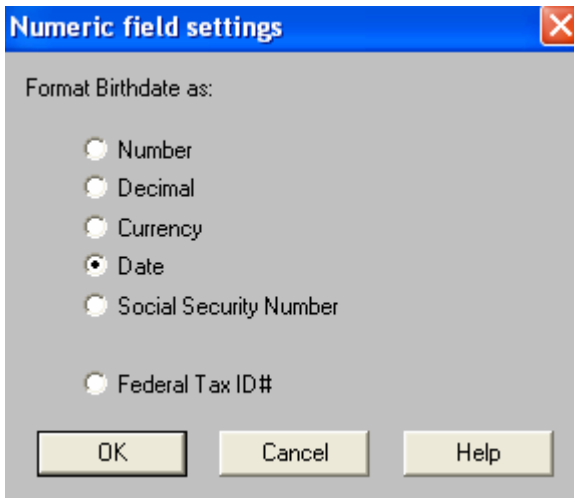 Numeric field settings
Format Birthdate as:
Number
Decimal
Currency
Date
Social Security Number
Federal Tax ID#
OK Cancel Help